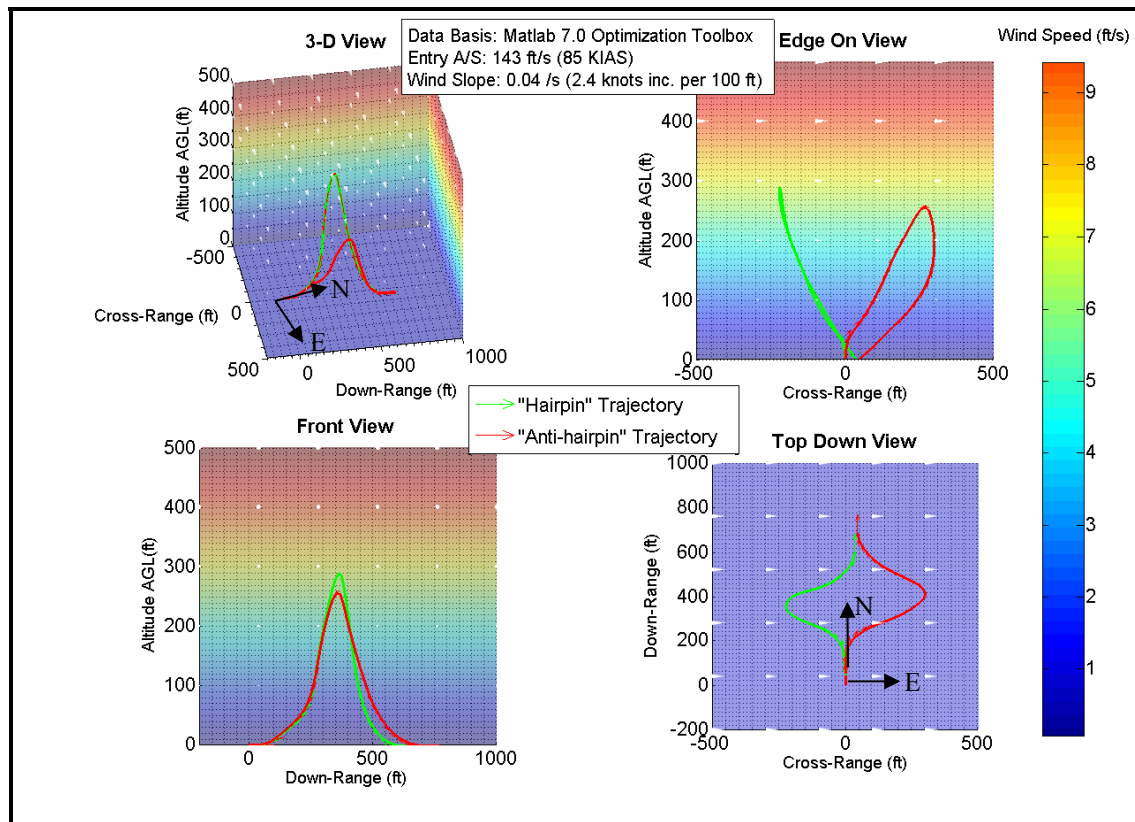 Data Basis: Matlab 7.0 Optimization Toolbox
Entry A/S: 143 ft/s (85 KIAS)
Wind Slope: 0.04 /s (2.4 knots inc. per 100 ft)
3-D View
500
400
300
200
100
0
Altitude AGL(ft)
-500
0
500
Cross-Range (ft)
0
500
1000
Down-Range (ft)
N
E
Edge On View
400
300
200
100
0
Altitude AGL(ft)
-500
0
500
Cross-Range (ft)
Wind Speed (ft/s)
9
8
7
6
5
4
3
2
1
"Hairpin" Trajectory
"Anti-hairpin" Trajectory
Front View
500
400
300
200
100
0
Altitude AGL(ft)
0
500
1000
Down-Range (ft)
Top Down View
1000
800
600
400
200
0
-200
Down-Range (ft)
N
E
-500
0
500
Cross-Range (ft)